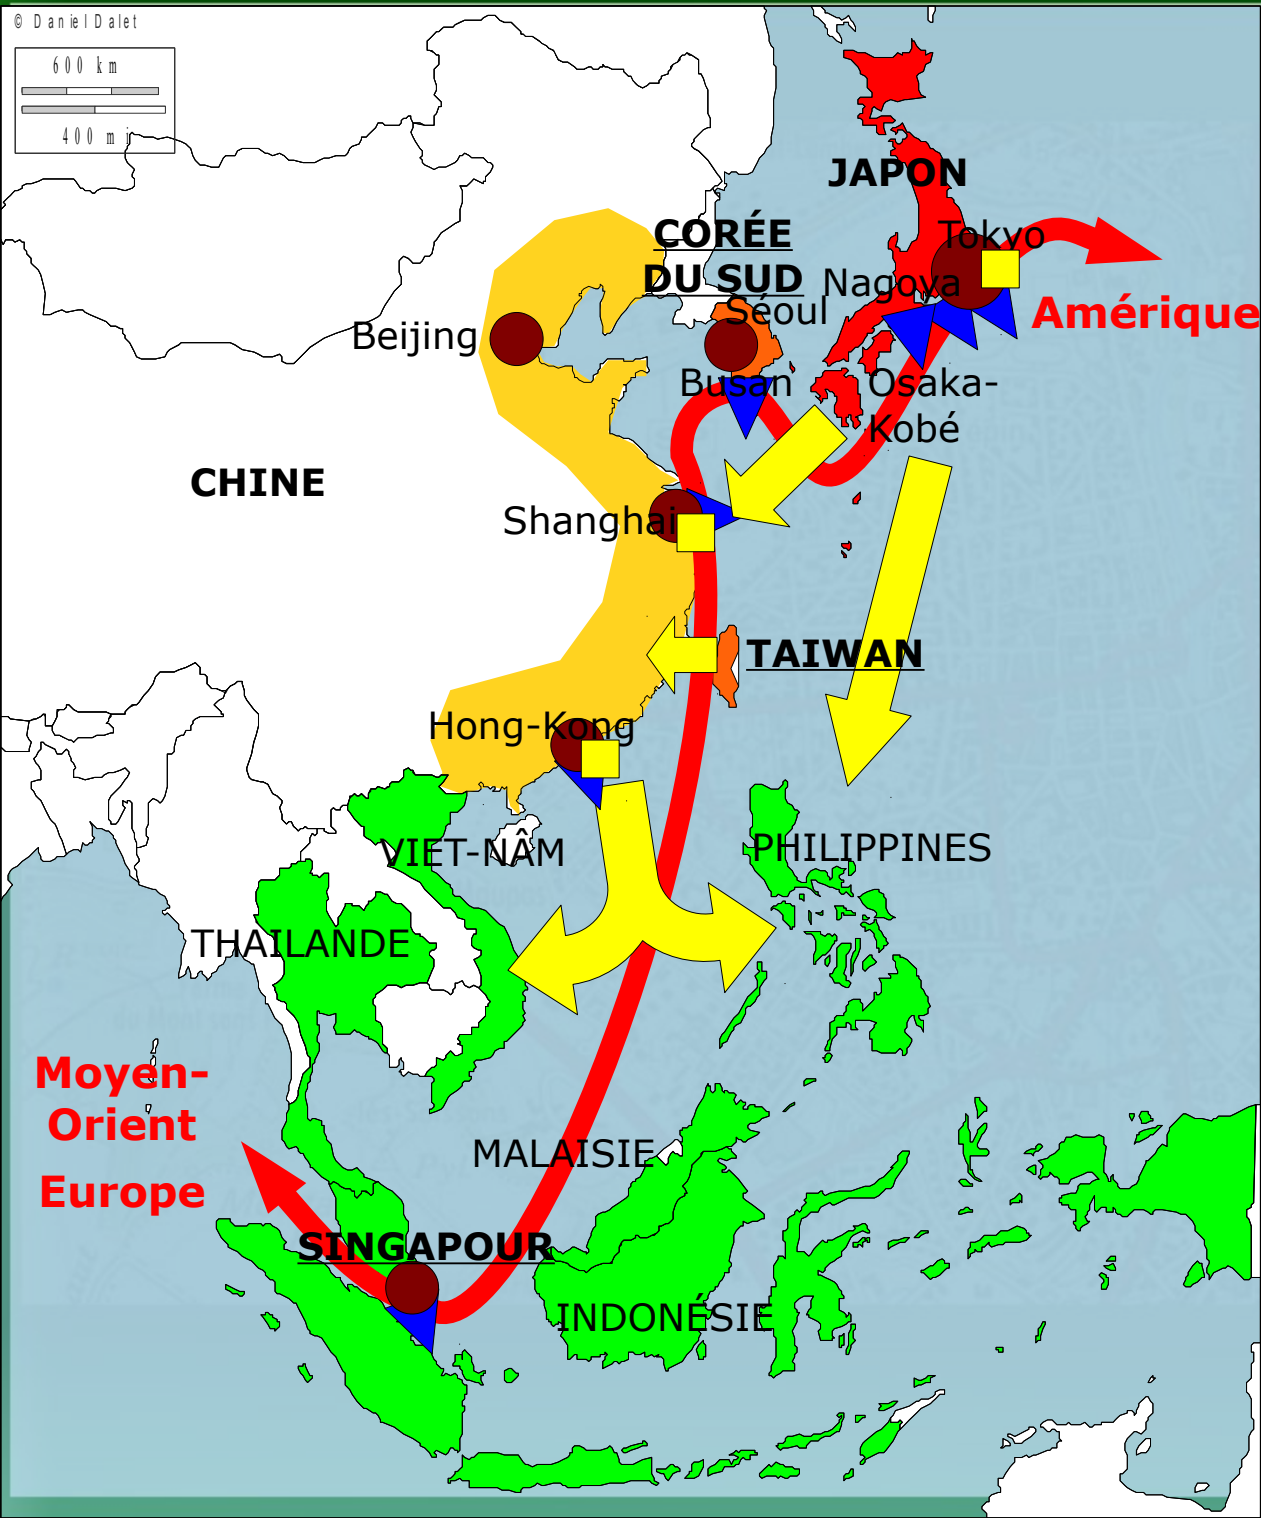 © Daniel Dalet
600 km
400 mi
JAPON
CORÉE
DU SUD
Tokyo
Nagoya
Séoul
Amérique
Beijing
Busan
Osaka-
Kobé
CHINE
Shanghai
TAIWAN
Hong-Kong
VIET-NÂM
PHILIPPINES
THAILANDE
Moyen-
Orient
Europe
MALAISIE
SINGAPOUR
INDONÉSIE